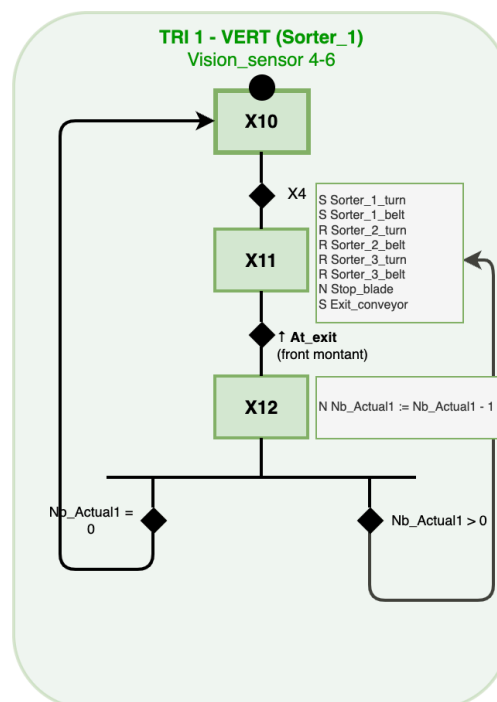 TRI 1 - VERT (Sorter_1)
Vision_sensor 4-6
X10
X4
S Sorter_1_turn
S Sorter_1_belt
R Sorter_2_turn
R Sorter_2_belt
R Sorter_3_turn
R Sorter_3_belt
N Stop_blade
S Exit_conveyor
X11
↑ At_exit
(front montant)
X12
N Nb_Actual1 := Nb_Actual1 - 1
Nb_Actual1 =
0
Nb_Actual1 > 0